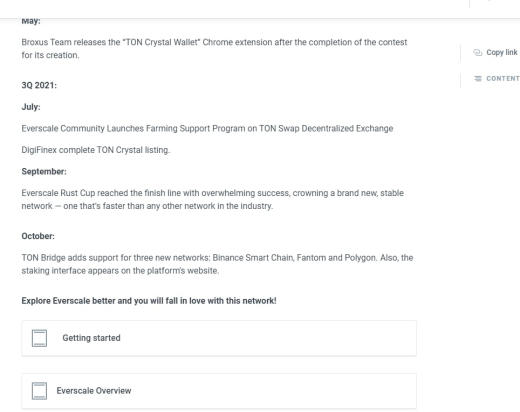 May:
Broxus Team releases the "TON Crystal Wallet" Chrome extension after the completion of the contest
for its creation.
Copy link
CONTENT
3Q 2021:
July:
Everscale Community Launches Farming Support Program on TON Swap Decentralized Exchange
DigiFinex complete TON Crystal listing.
September:
Everscale Rust Cup reached the finish line with overwhelming success, crowning a brand new, stable
network — one that's faster than any other network in the industry.
October:
TON Bridge adds support for three new networks: Binance Smart Chain, Fantom and Polygon. Also, the
staking interface appears on the platform's website.
Explore Everscale better and you will fall in love with this network!
Getting started
Everscale Overview